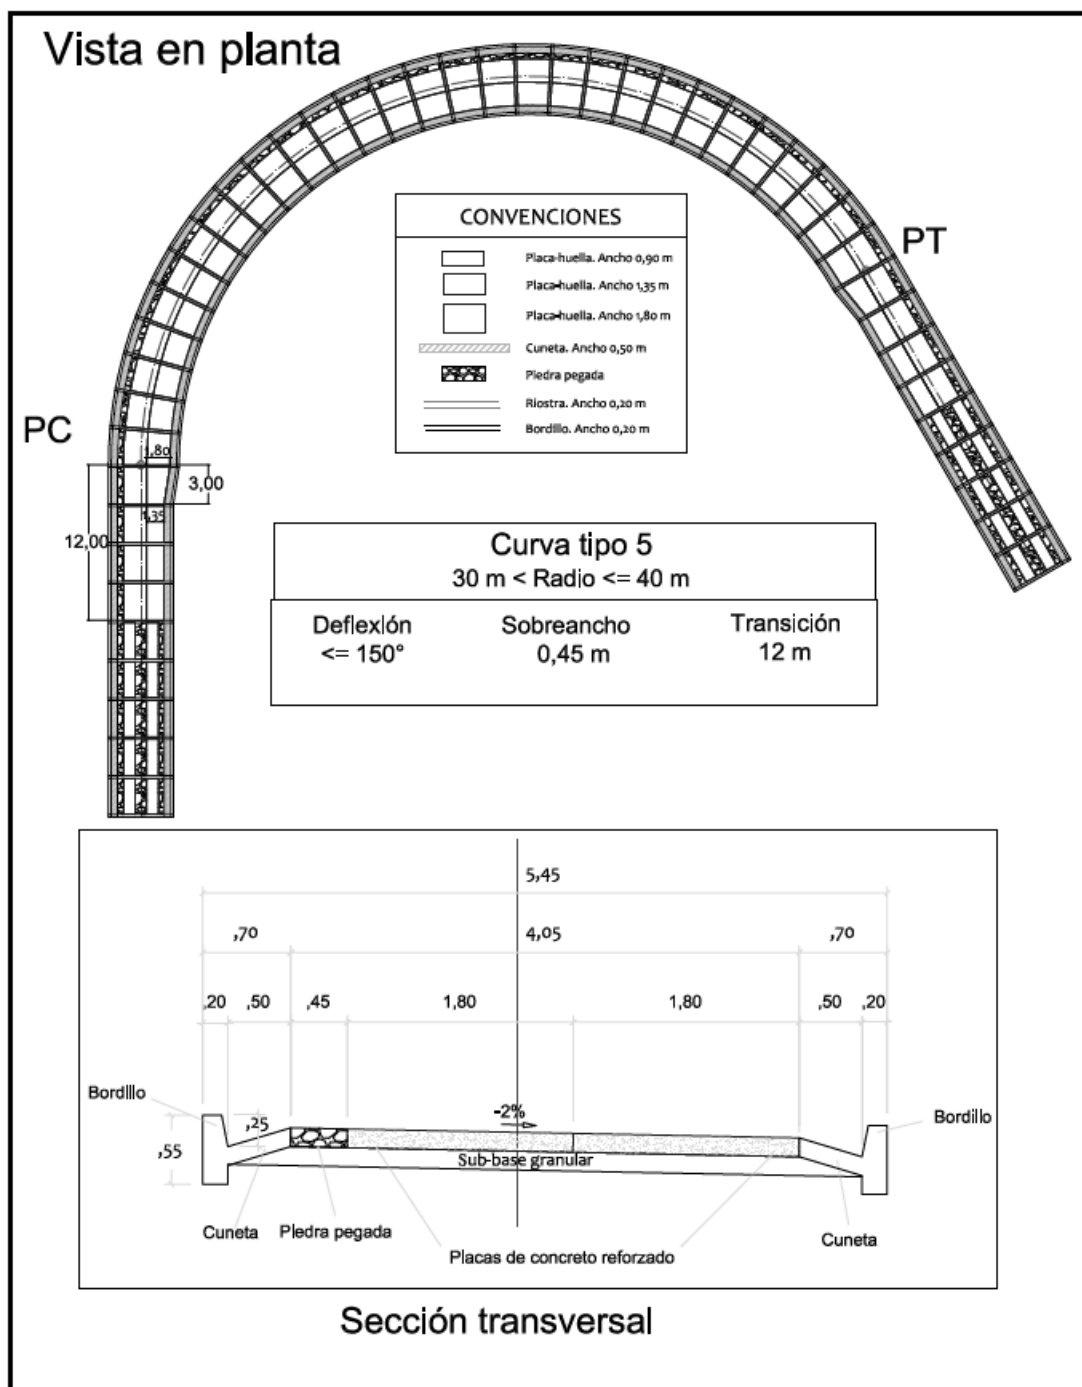 Vista en planta
CONVENCIONES
Placa-huella. Ancho 0,90 m
Placa-huella. Ancho 1,35 m
Placa-huella. Ancho 1,80 m
Cuneta. Ancho 0,50 m
Piedra pegada
Riostra. Ancho 0,20 m
Bordillo. Ancho 0,20 m
PT
PC
1,80
3,00
1,35
12,00
Curva tipo 5
30 m < Radio <= 40 m
Deflexión Sobreancho Transición
<= 150° 0,45 m 12 m
5,45
,70 4,05 ,70
,20 ,50 ,45 1,80 1,80 ,50 ,20
Bordillo
Bordillo
-2%
,25
,55
Sub-base granular
Cuneta Piedra pegada Cuneta
Placas de concreto reforzado
Sección transversal